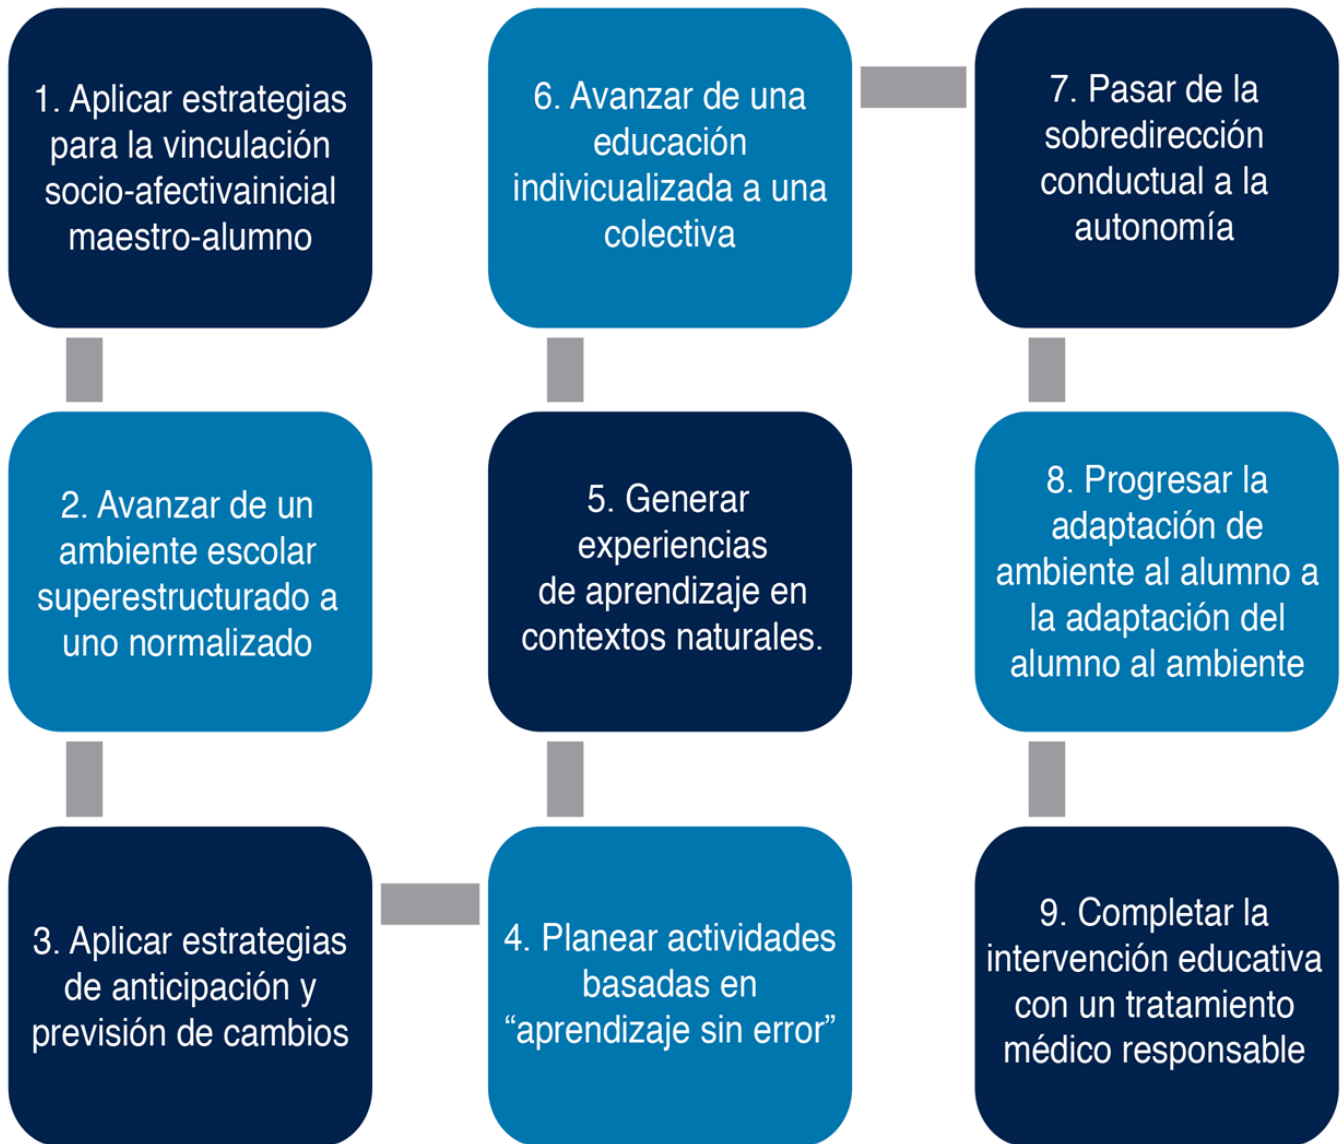 1. Aplicar estrategias
para la vinculación
socio-afectivainicial
maestro-alumno
2. Avanzar de un
ambiente escolar
superestructurado a
uno normalizado
3. Aplicar estrategias
de anticipación y
previsión de cambios
4. Planear actividades
basadas en
“aprendizaje sin error”
5. Generar
experiencias
de aprendizaje en
contextos naturales.
6. Avanzar de una
educación
indivicualizada a una
colectiva
7. Pasar de la
sobredirección
conductual a la
autonomía
8. Progresar la
adaptación de
ambiente al alumno a
la adaptación del
alumno al ambiente
9. Completar la
intervención educativa
con un tratamiento
médico responsable